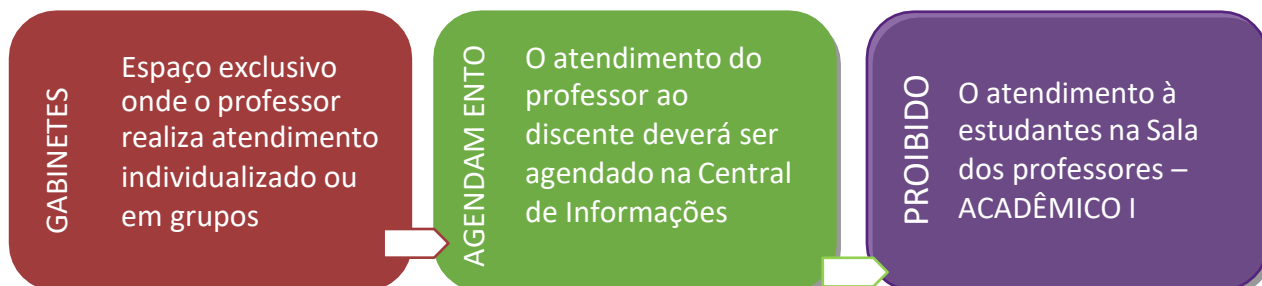 GABINETES
Espaço exclusivo
onde o professor
realiza atendimento
individualizado ou
em grupos
AGENDAM ENTO
O atendimento do
professor ao
discente deverá ser
agendado na Central
de Informações
PROIBIDO
O atendimento à
estudantes na Sala
dos professores –
ACADÊMICO I